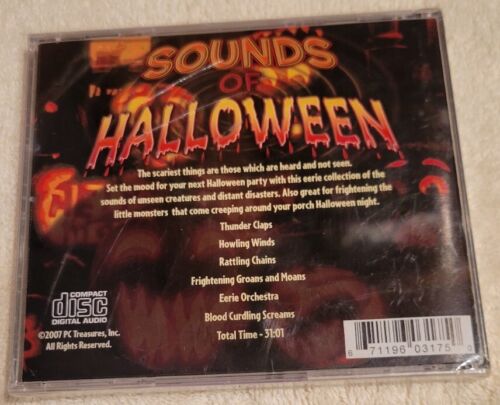 SOUNDS
OF
HALLOWEEN
The scariest things are those which are heard and not seen.
Set the mood for your next Halloween party with this eerie collection of the
sounds of unseen creatures and distant disasters. Also great for frightening the
little monsters that come creeping around your porch Halloween night.
Thunder Claps
Howling Winds
Rattling Chains
Frightening Groans and Moans
Eerie Orchestra
Blood Curdling Screams
Total Time - 31:01
COMPACT
disc
DIGITAL AUDIO
©2007 PC Treasures, Inc.
All Rights Reserved.
8 71196 03175 0